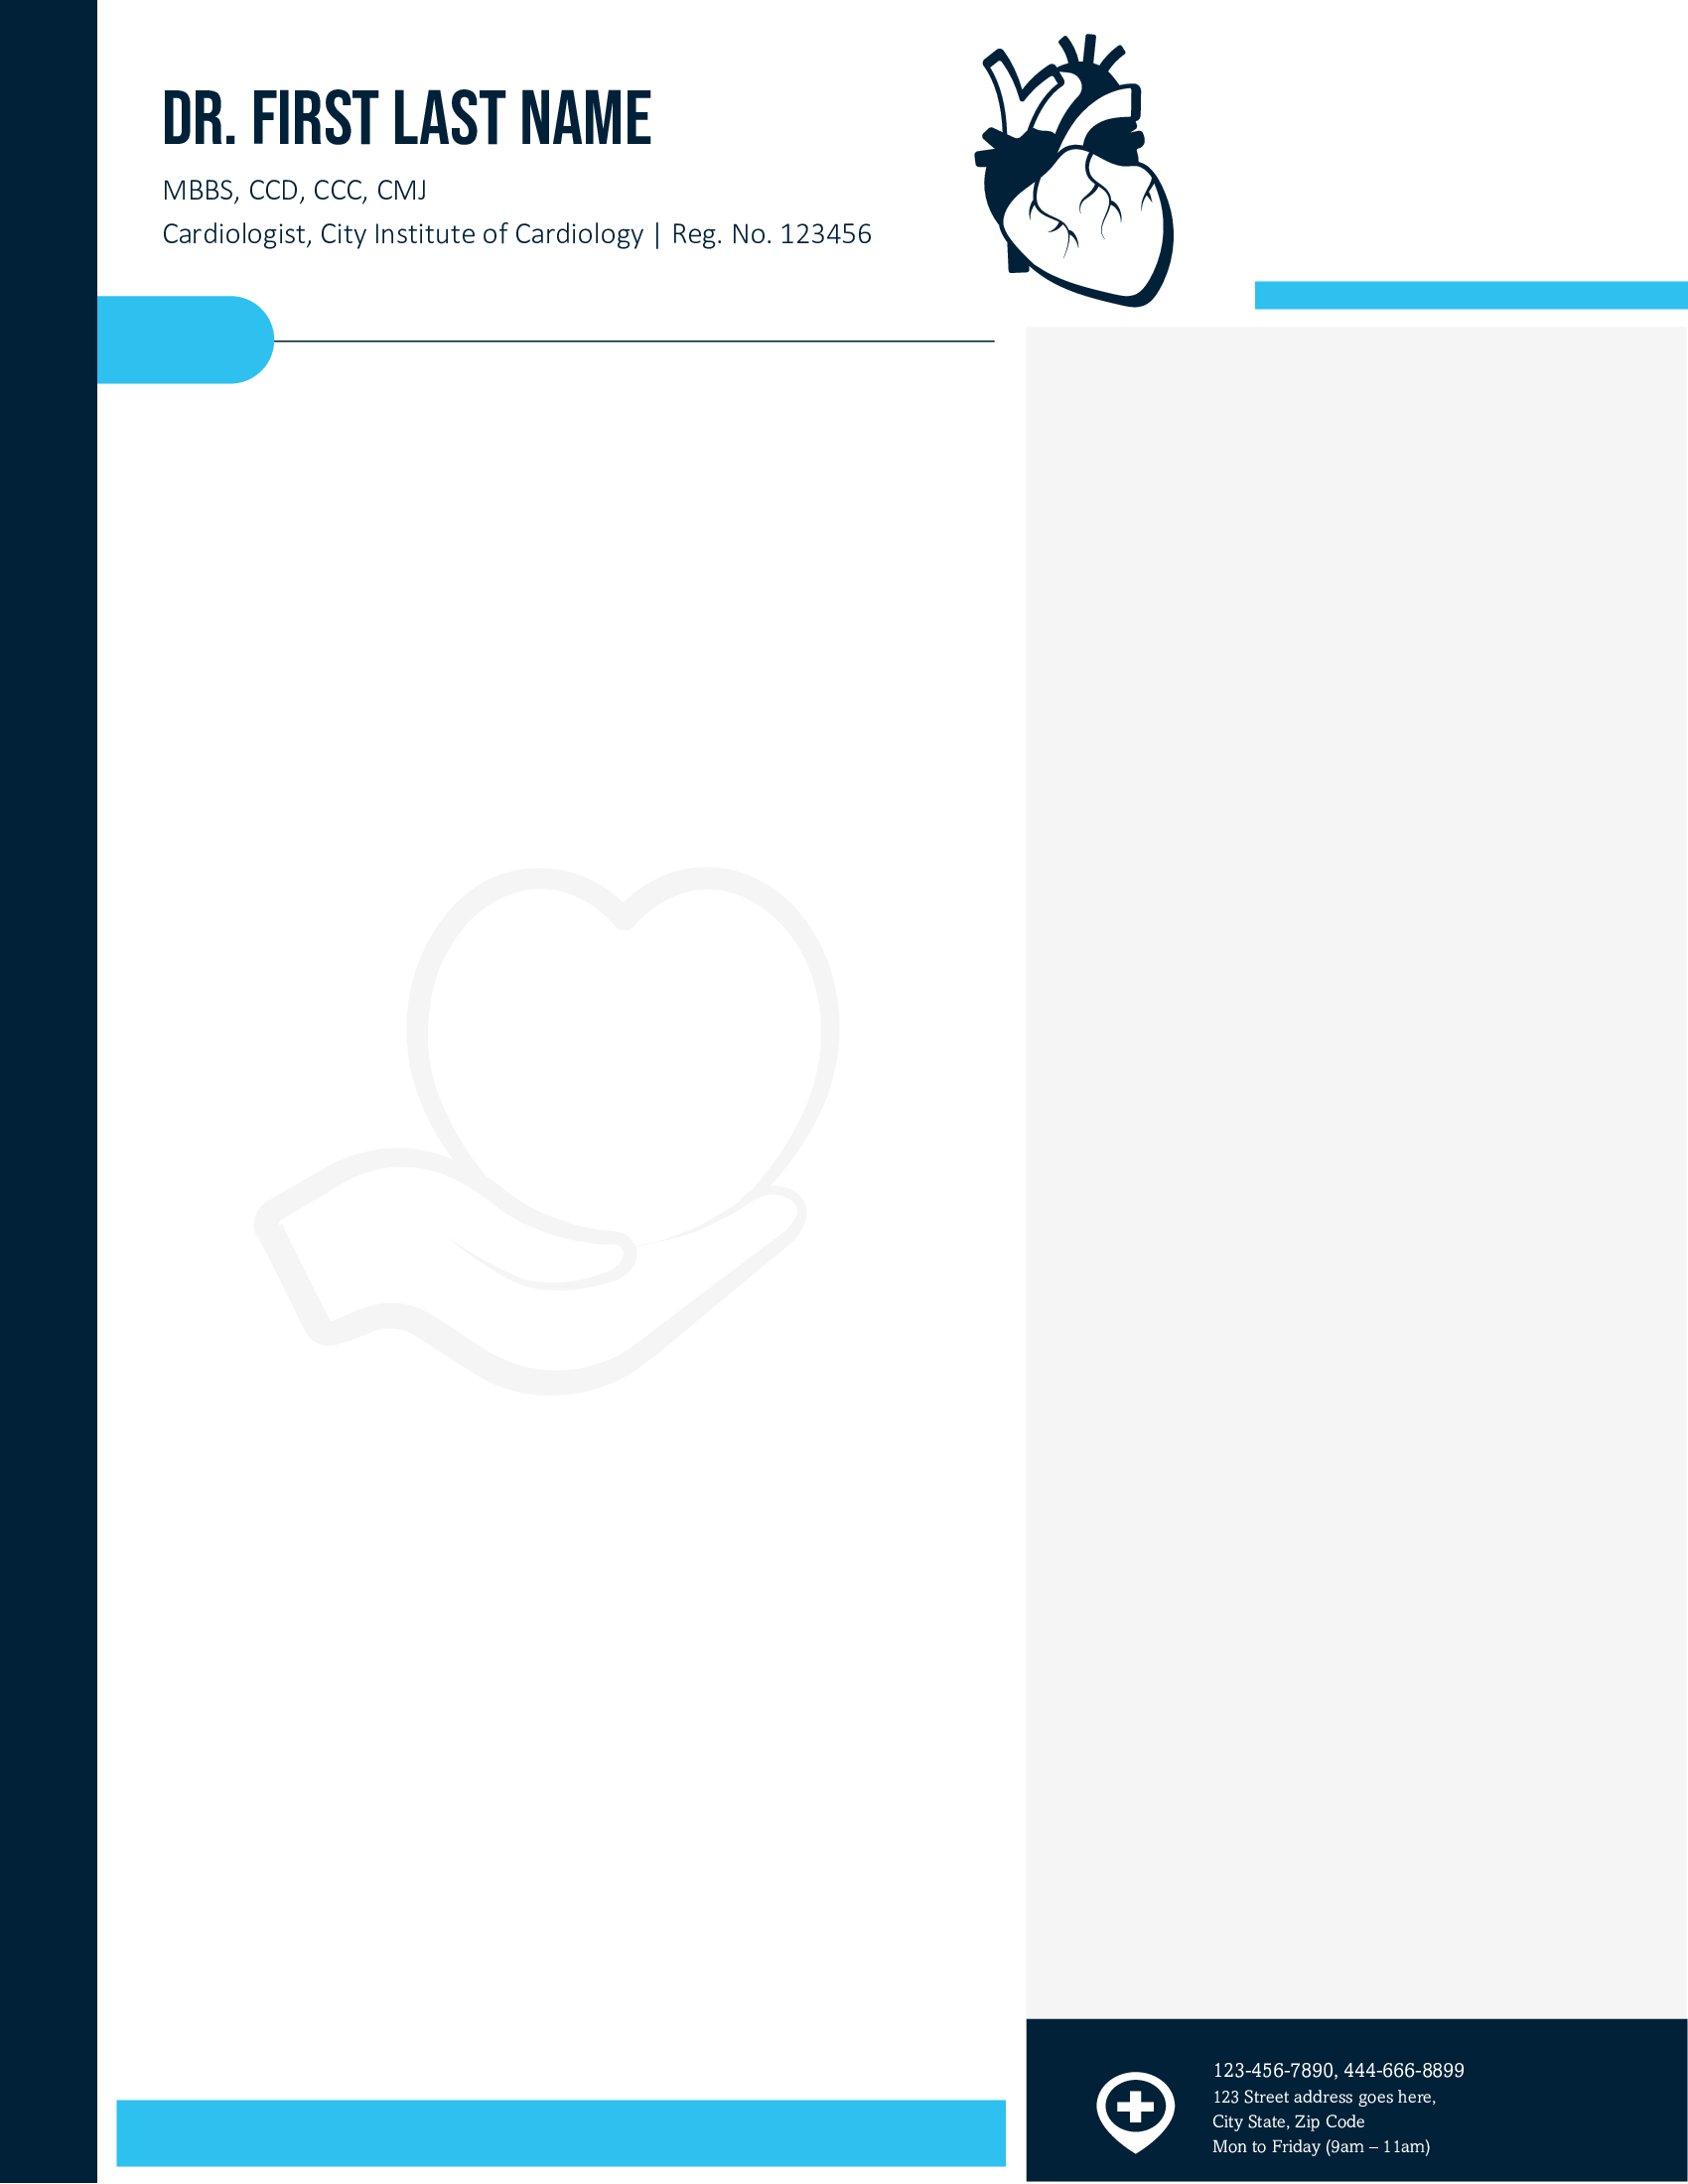 DR. FIRST LAST NAME
MBBS, CCD, CCC, CMJ
Cardiologist, City Institute of Cardiology | Reg. No. 123456
123-456-7890, 444-666-8899
123 Street address goes here,
City State, Zip Code
Mon to Friday (9am – 11am)